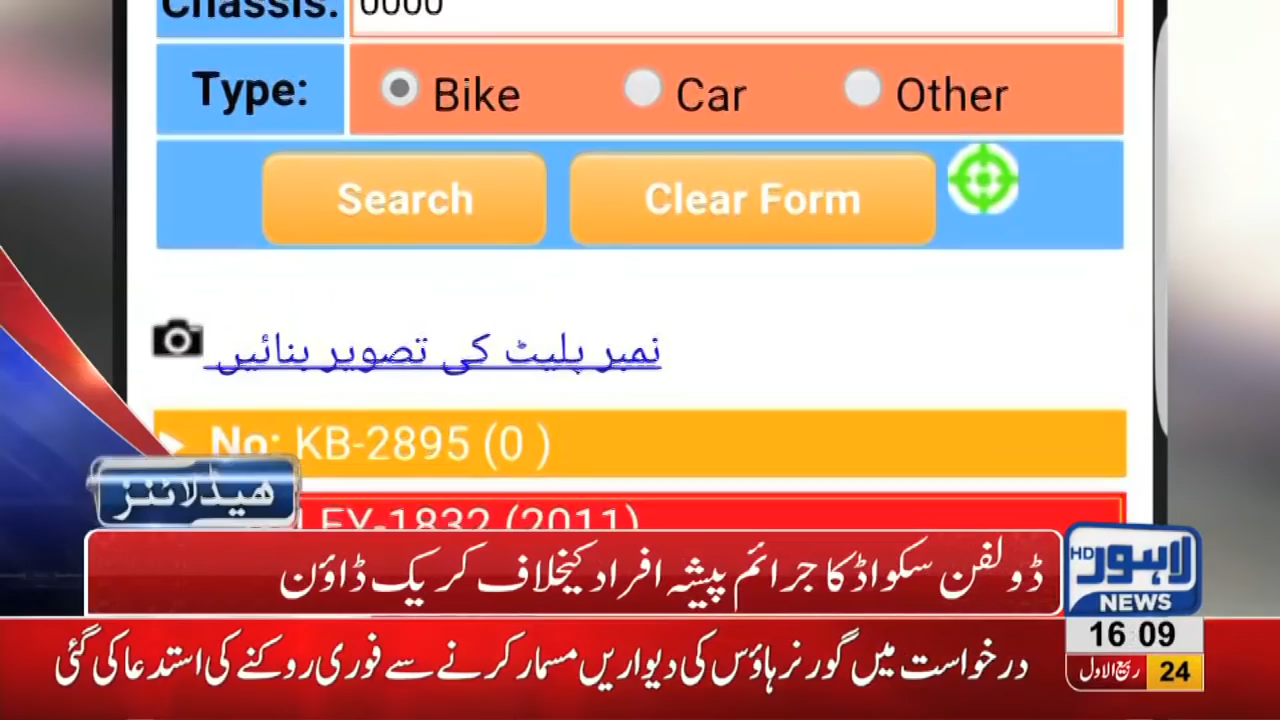 Chassis: 0000
Type: Bike Car Other
Search Clear Form
نمبر پلیٹ کی تصویر بنائیں
No: KB-2895 (0 )
LEY-1832 (2011)
ہیڈلائنز
ڈولفن سکواڈ کا جرائم پیشہ افراد کیخلاف کریک ڈاؤن
لاہور HD
NEWS
درخواست میں گورنر ہاؤس کی دیواریں مسمار کرنے سے فوری روکنے کی استدعا کی گئی
16 09
ربیع الاول 24